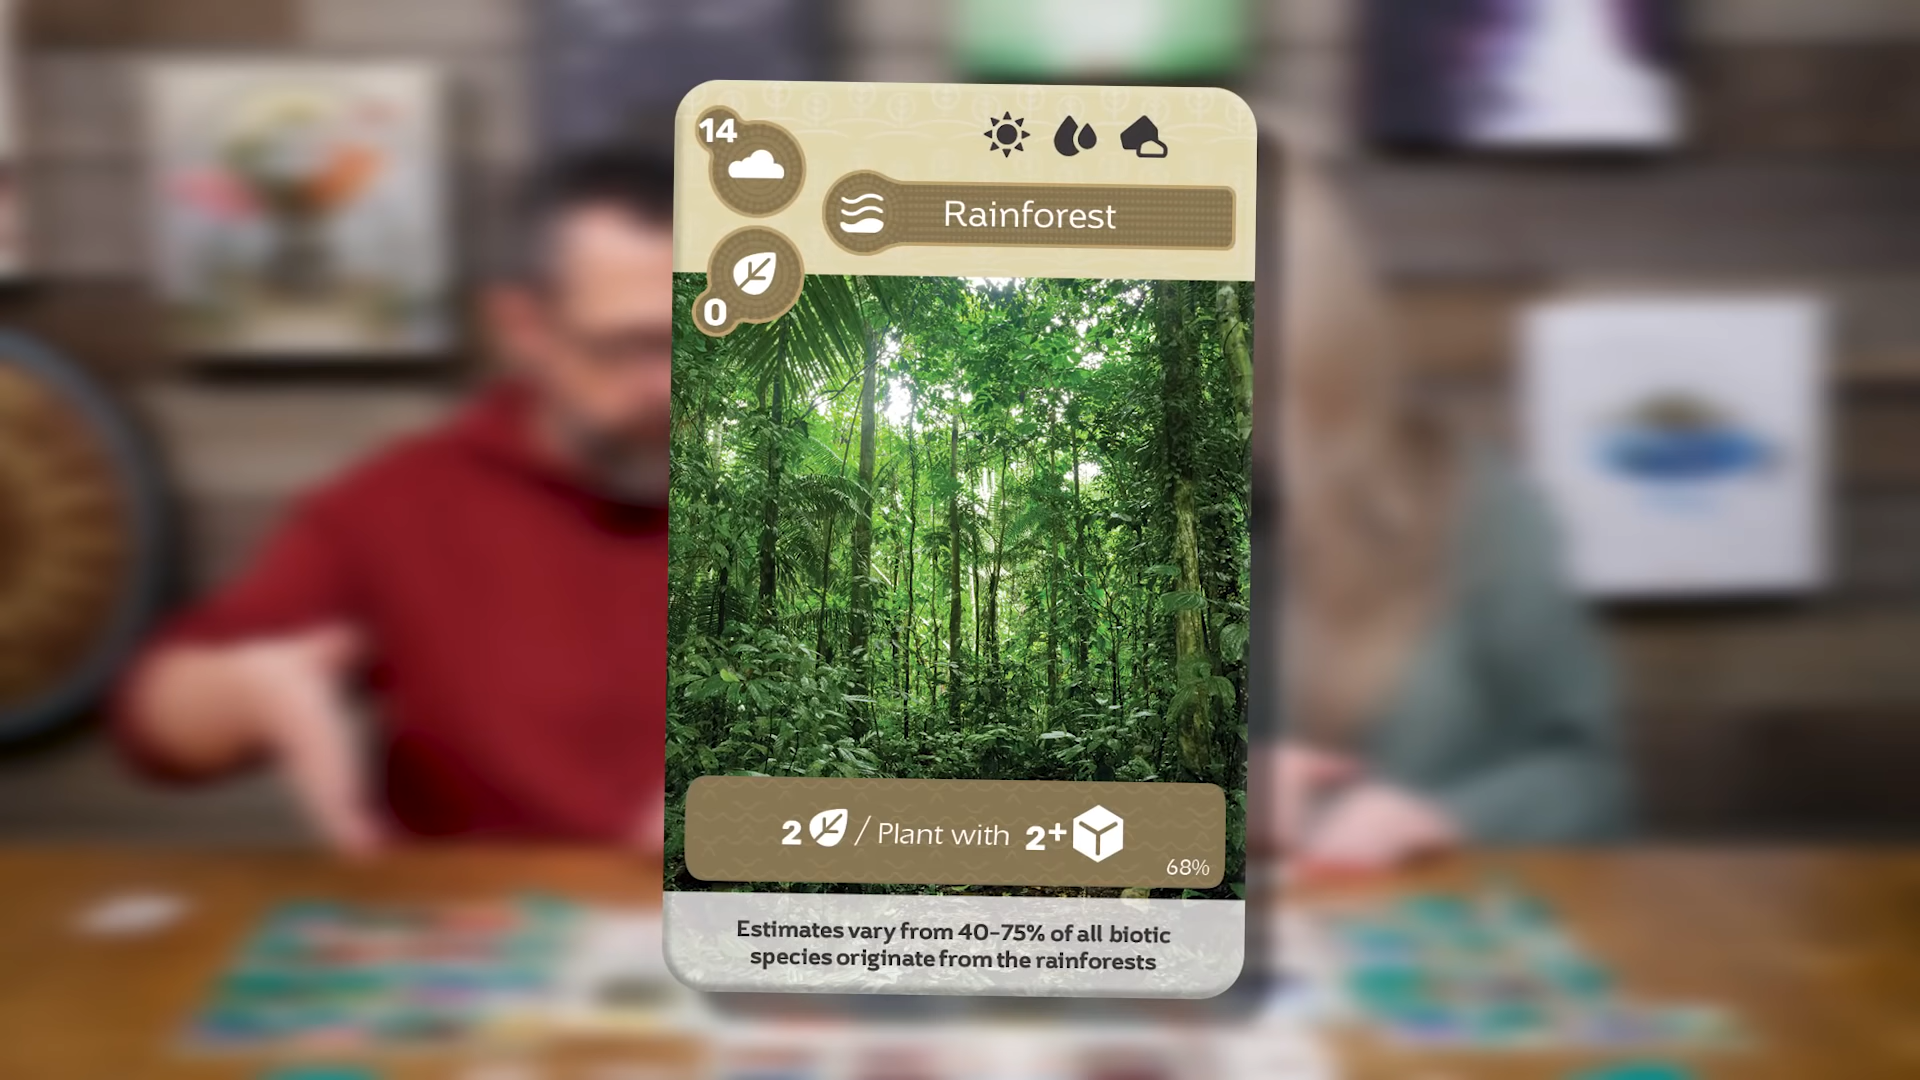 14
Rainforest
0
2 / Plant with 2+
68%
Estimates vary from 40-75% of all biotic
species originate from the rainforests